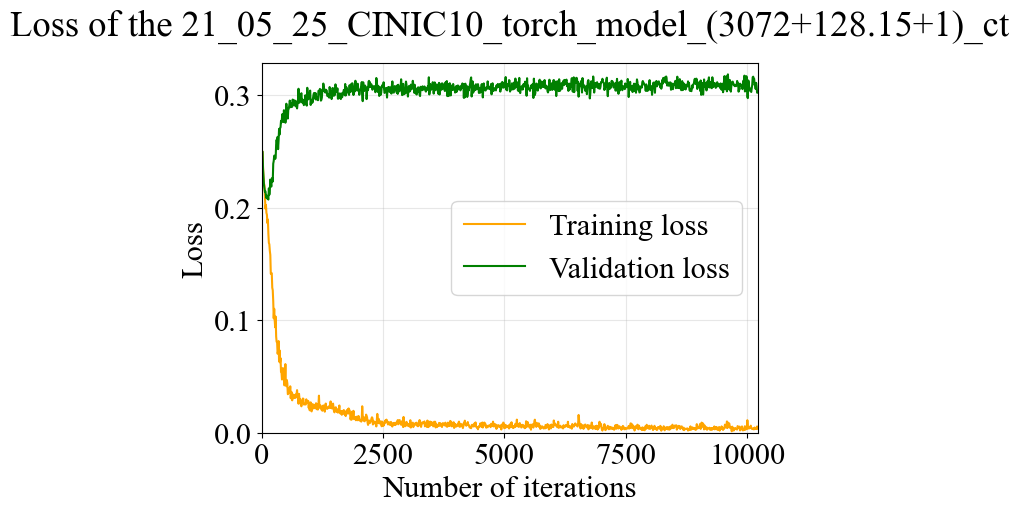 Loss of the 21_05_25_CINIC10_torch_model_(3072+128.15+1)_ct
0.3
0.2
0.1
0.0
Loss
Training loss
Validation loss
0 2500 5000 7500 10000
Number of iterations